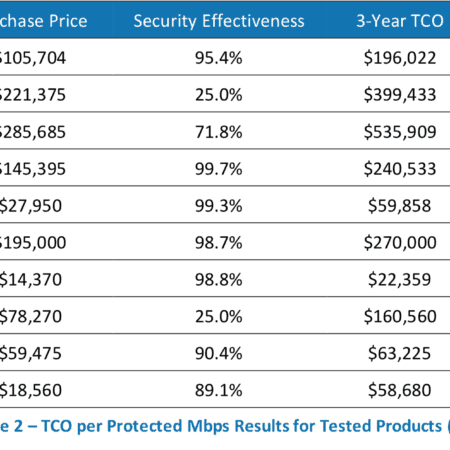 chase Price Security Effectiveness 3-Year TCO
$105,704 95.4% $196,022
$221,375 25.0% $399,433
$285,685 71.8% $535,909
$145,395 99.7% $240,533
$27,950 99.3% $59,858
$195,000 98.7% $270,000
$14,370 98.8% $22,359
$78,270 25.0% $160,560
$59,475 90.4% $63,225
$18,560 89.1% $58,680
e 2 – TCO per Protected Mbps Results for Tested Products (